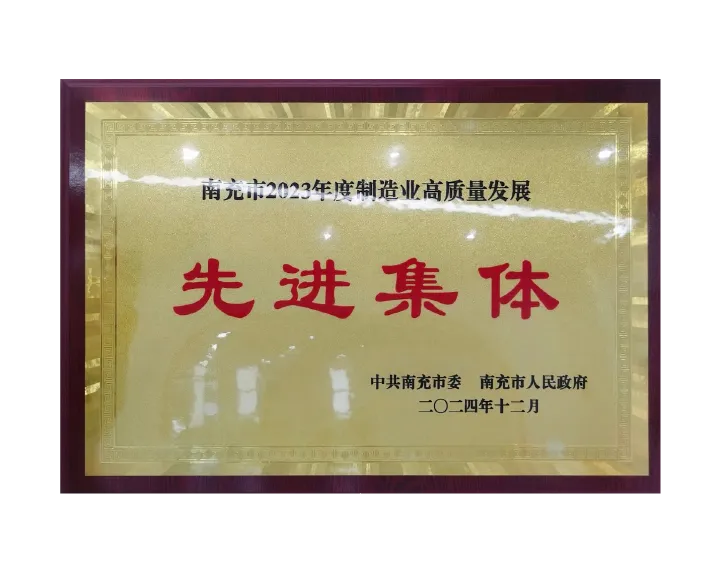 南充市2023年度制造业高质量发展
先进集体
中共南充市委 南充市人民政府
二〇二四年十二月